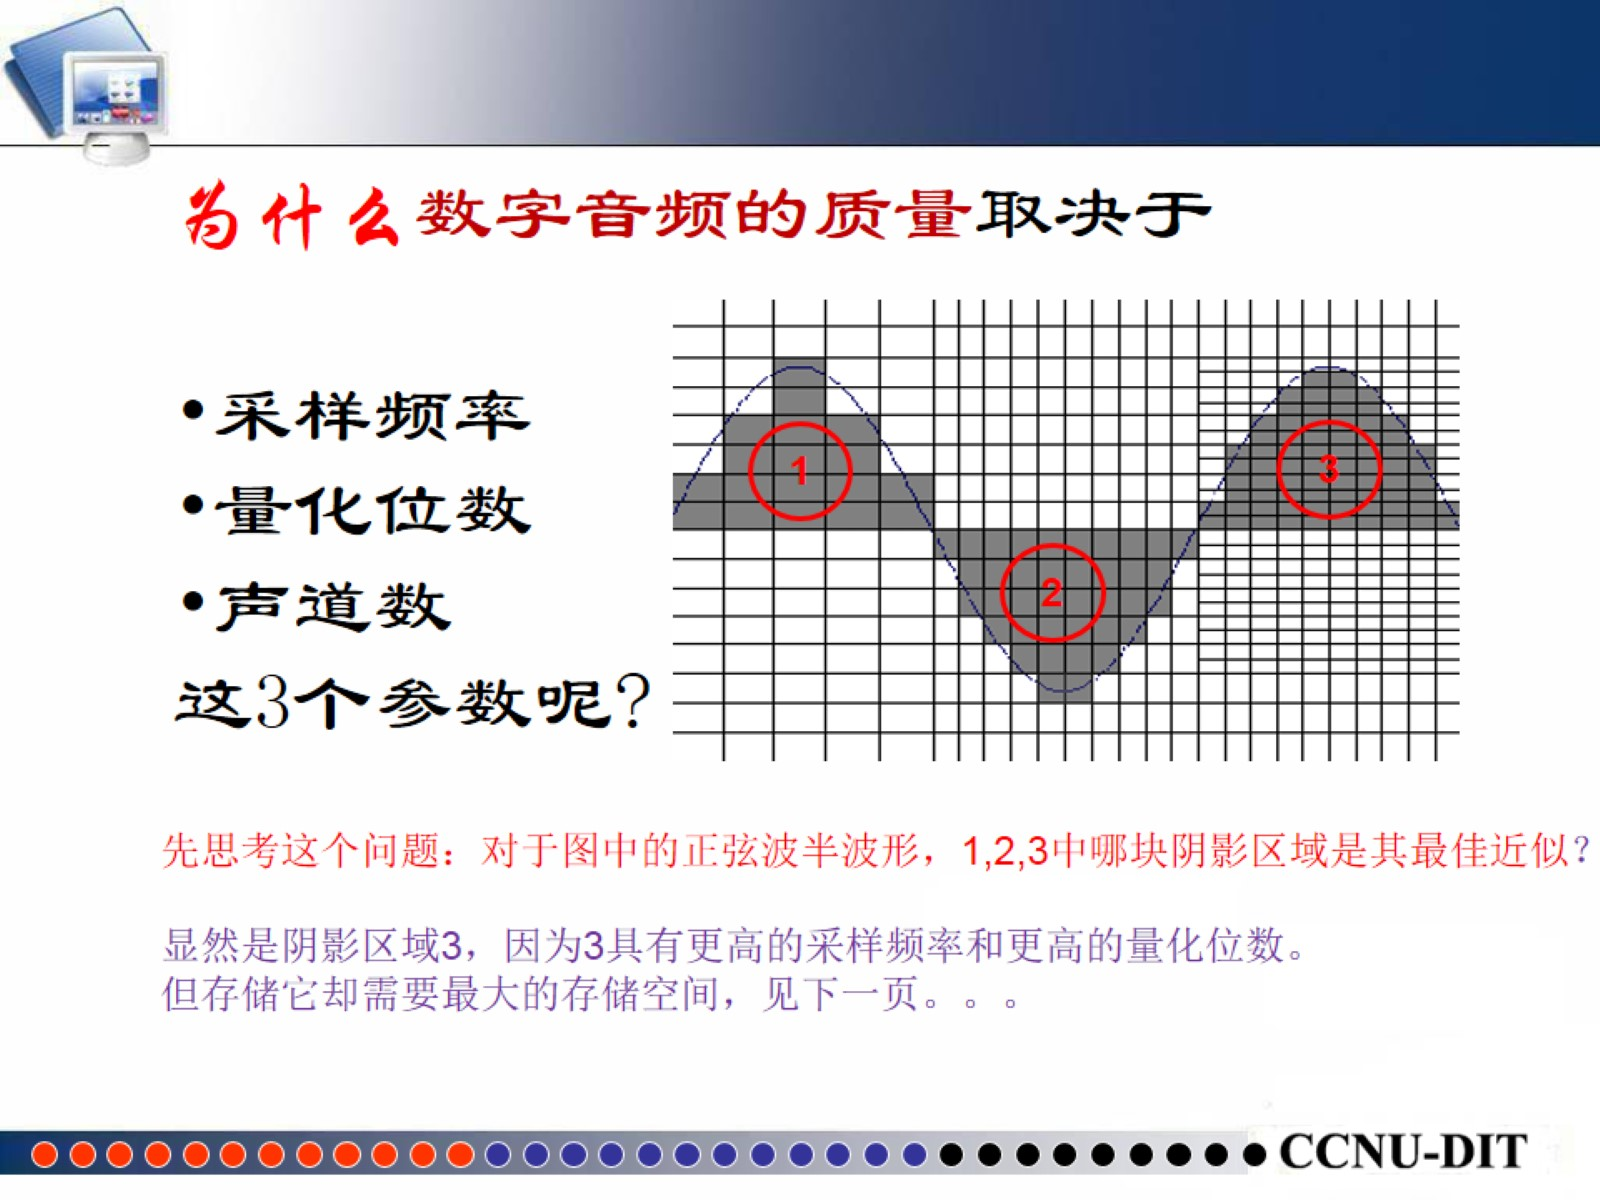 为什么数字音频的质量取决于
•采样频率
•量化位数
•声道数
这3个参数呢?
1
2
3
先思考这个问题：对于图中的正弦波半波形，1,2,3中哪块阴影区域是其最佳近似？
显然是阴影区域3，因为3具有更高的采样频率和更高的量化位数。
但存储它却需要最大的存储空间，见下一页。。。
CCNU-DIT